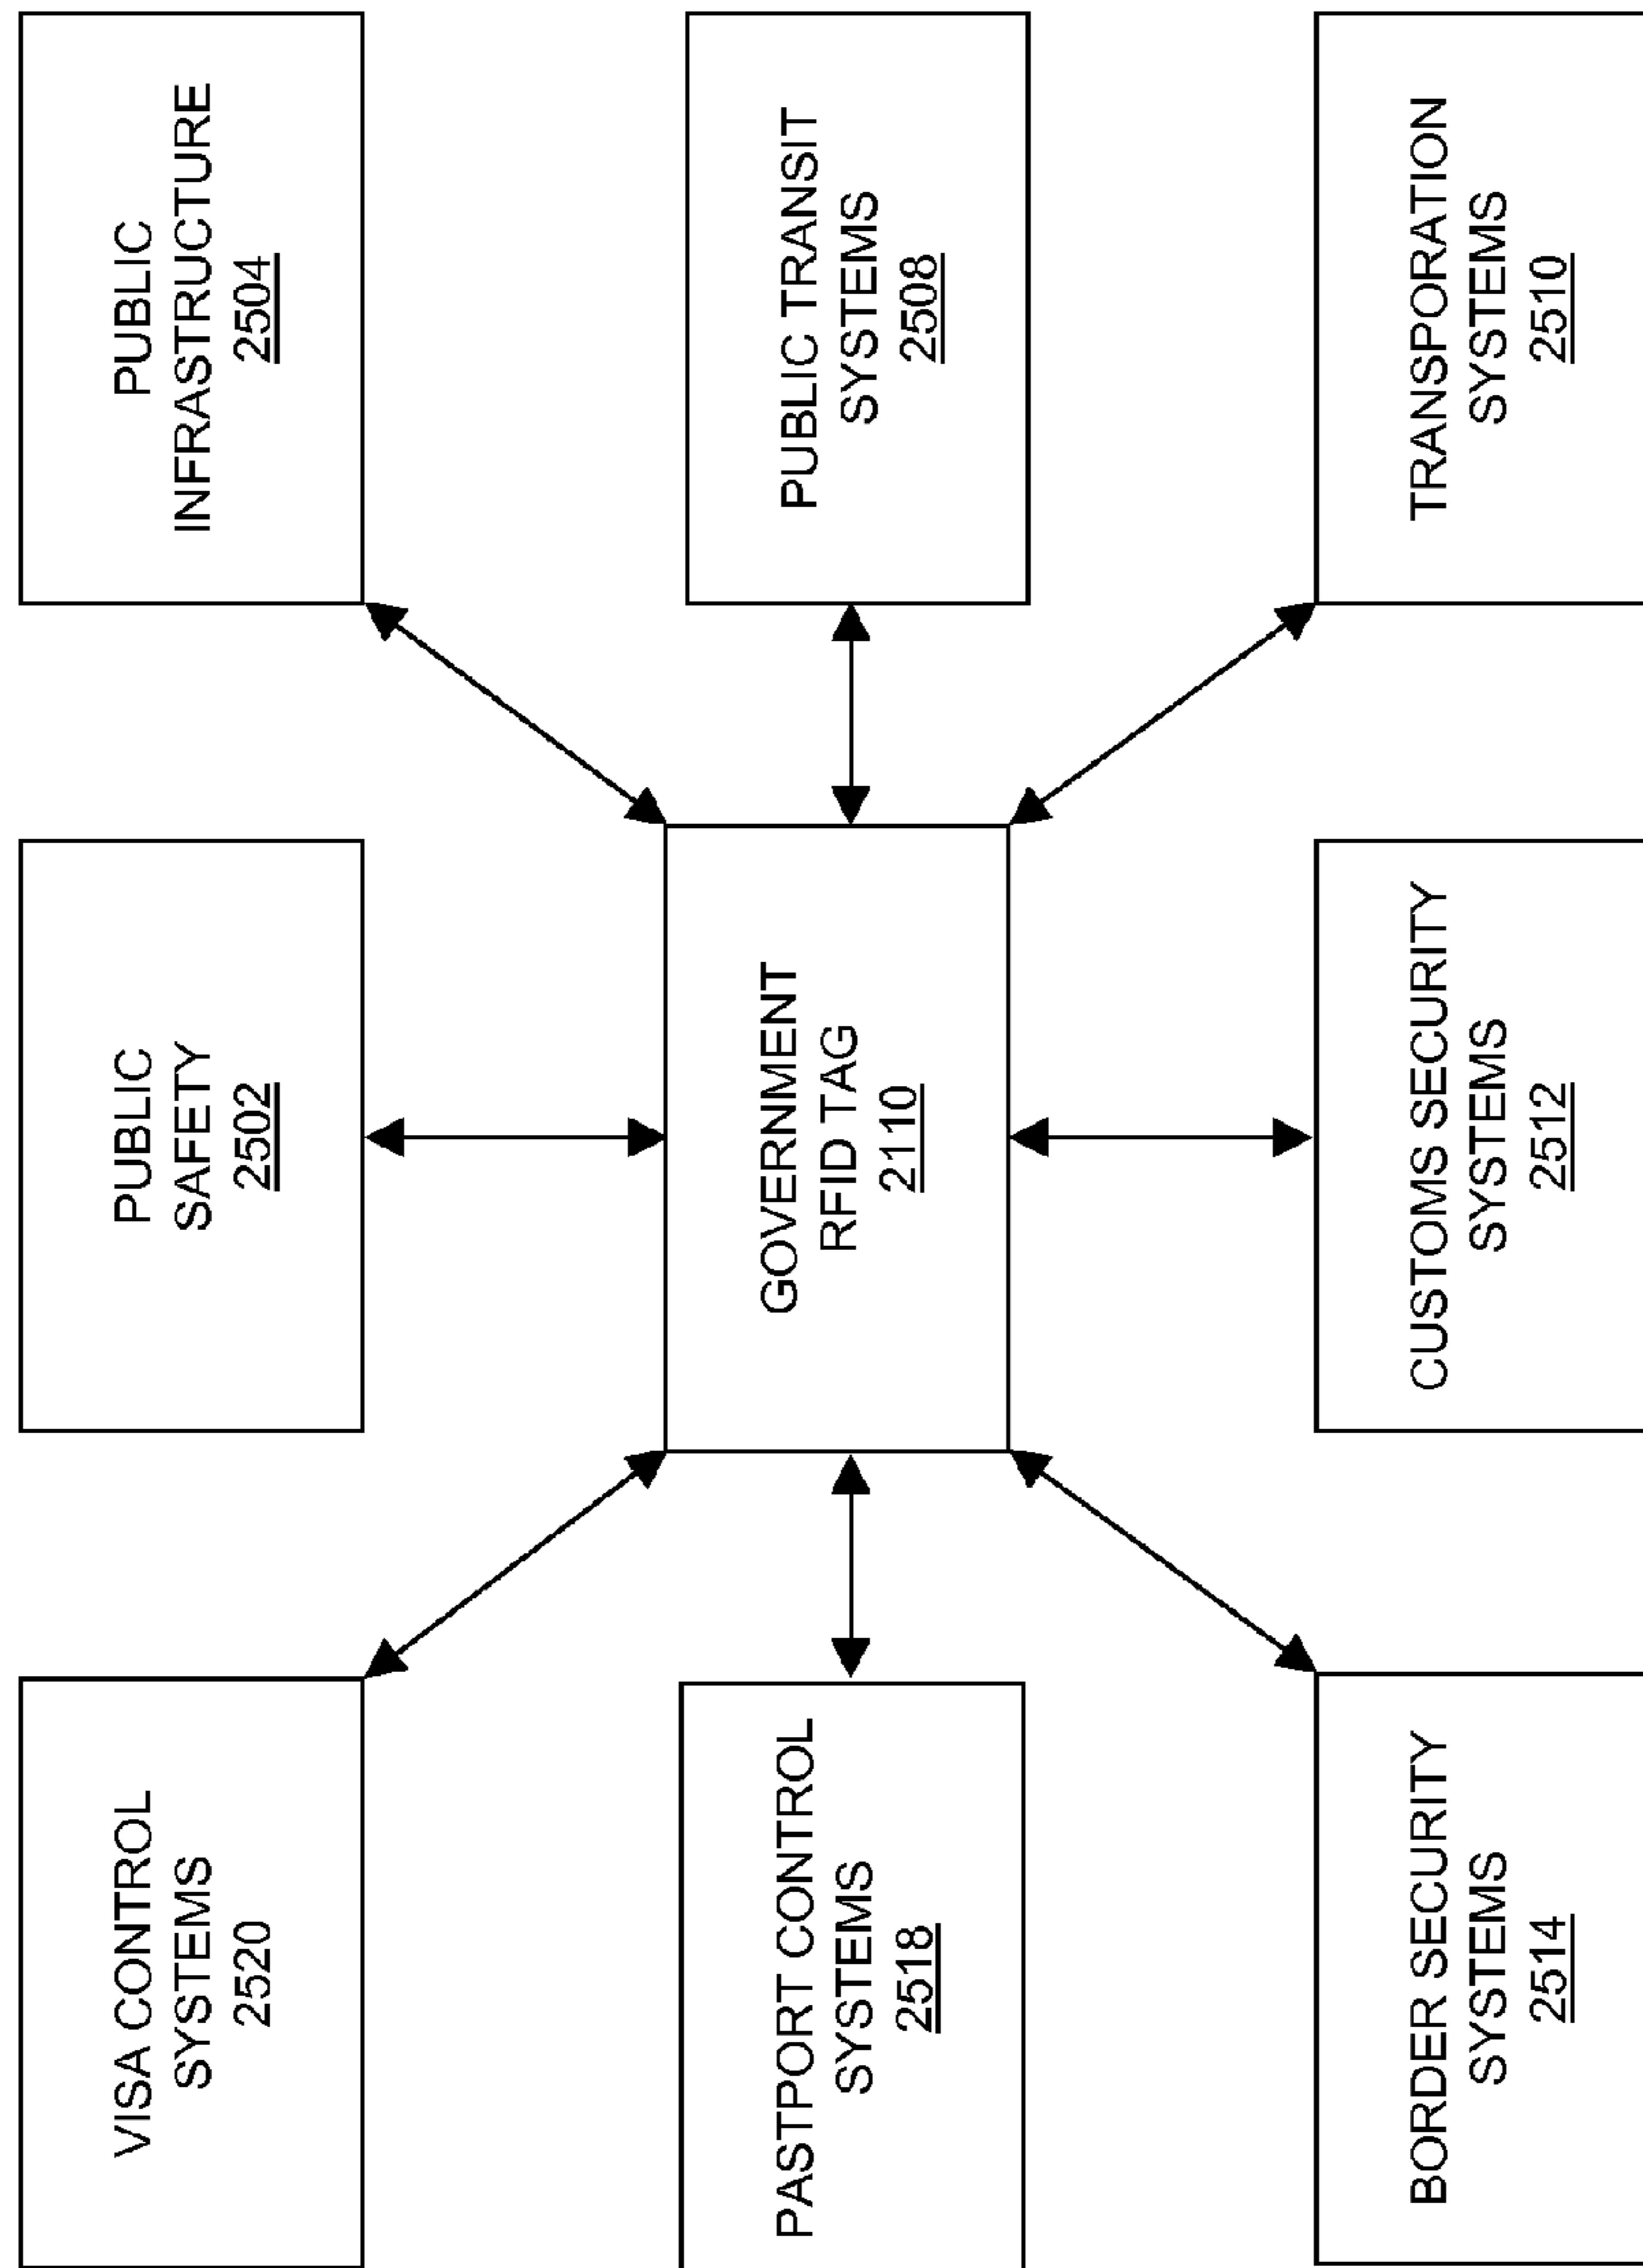 VISA CONTROL
SYSTEMS
2520
PUBLIC
SAFETY
2502
PUBLIC
INFRASTRUCTURE
2504
PASTPORT CONTROL
SYSTEMS
2518
GOVERNMENT
RFID TAG
2110
PUBLIC TRANSIT
SYSTEMS
2508
BORDER SECURITY
SYSTEMS
2514
CUSTOMS SECURITY
SYSTEMS
2512
TRANSPORATION
SYSTEMS
2510